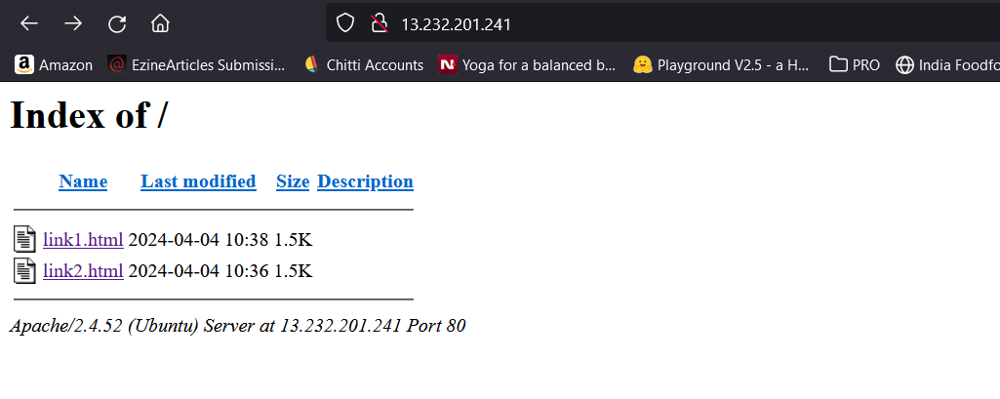 13.232.201.241
Amazon EzineArticles Submissi... Chitti Accounts Yoga for a balanced b... Playground V2.5 - a H... PRO India Foodfo
Index of /
Name Last modified Size Description
link1.html 2024-04-04 10:38 1.5K
link2.html 2024-04-04 10:36 1.5K
Apache/2.4.52 (Ubuntu) Server at 13.232.201.241 Port 80